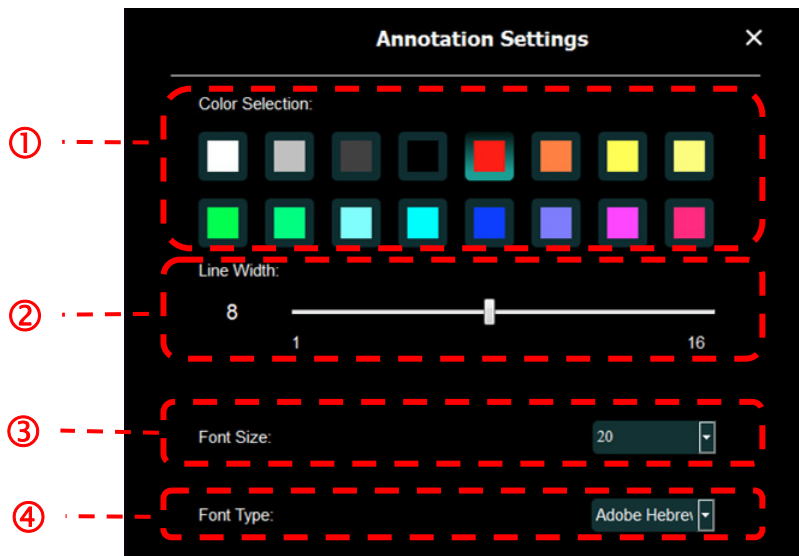 Annotation Settings ×
① Color Selection:
Line Width:
② 8
1 16
③ Font Size: 20
④ Font Type: Adobe Hebrew